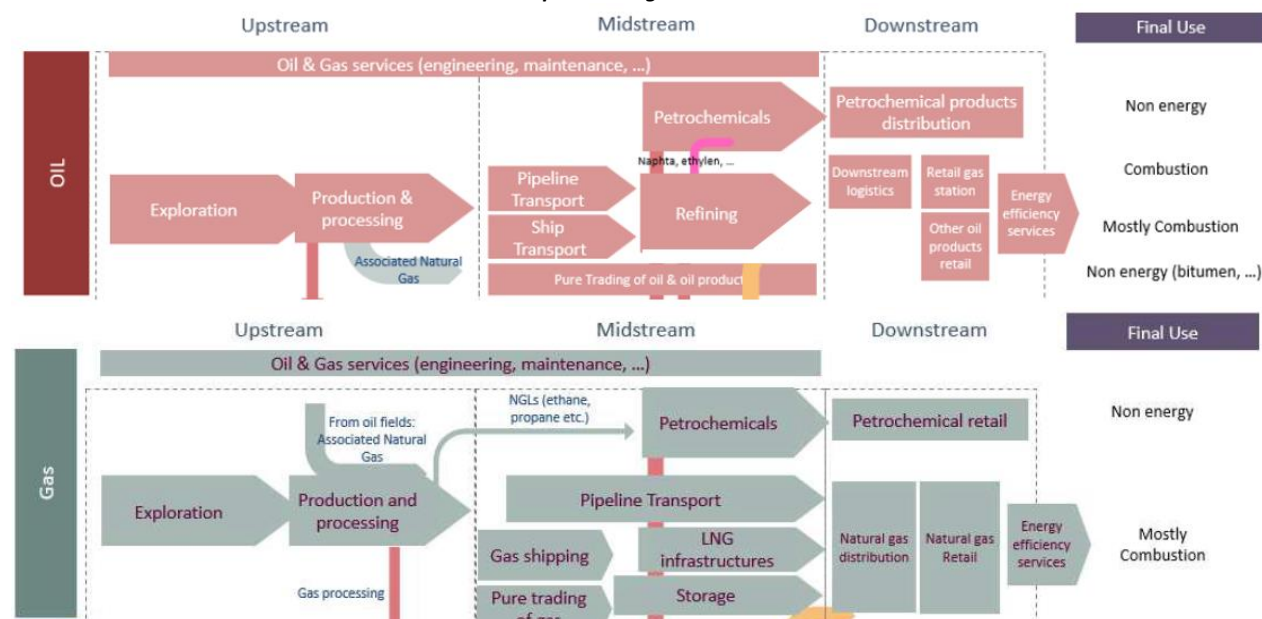 Upstream
Midstream
Downstream
Final Use
OIL
Oil & Gas services (engineering, maintenance, ...)
Petrochemicals
Petrochemical products
distribution
Non energy
Naphta, ethylen, ...
Exploration
Production &
processing
Pipeline
Transport
Ship
Transport
Refining
Downstream
logistics
Retail gas
station
Other oil
products
retail
Energy
efficiency
services
Combustion
Mostly Combustion
Non energy (bitumen, ...)
Associated Natural
Gas
Pure Trading of oil & oil product
Upstream
Midstream
Downstream
Final Use
Gas
Oil & Gas services (engineering, maintenance, ...)
From oil fields:
Associated Natural
Gas
NGLs (ethane,
propane etc.)
Petrochemicals
Petrochemical retail
Non energy
Exploration
Production and
processing
Pipeline Transport
Gas shipping
LNG
infrastructures
Natural gas
distribution
Natural gas
Retail
Energy
efficiency
services
Mostly
Combustion
Gas processing
Pure trading
of gas
Storage